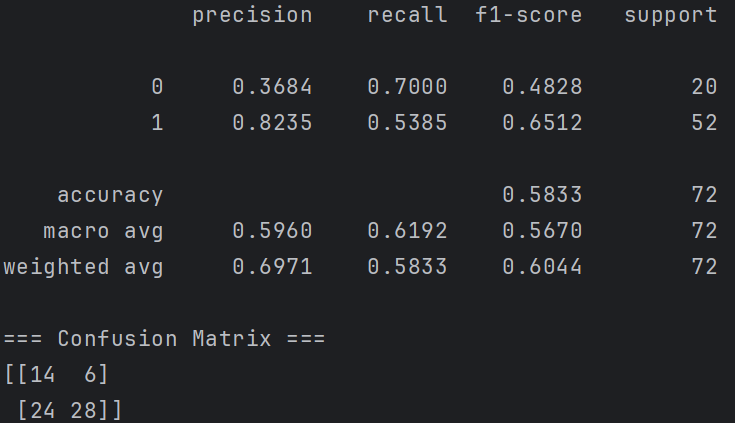 precision recall f1-score support
0 0.3684 0.7000 0.4828 20
1 0.8235 0.5385 0.6512 52
accuracy 0.5833 72
macro avg 0.5960 0.6192 0.5670 72
weighted avg 0.6971 0.5833 0.6044 72
=== Confusion Matrix ===
[[14  6]
 [24 28]]